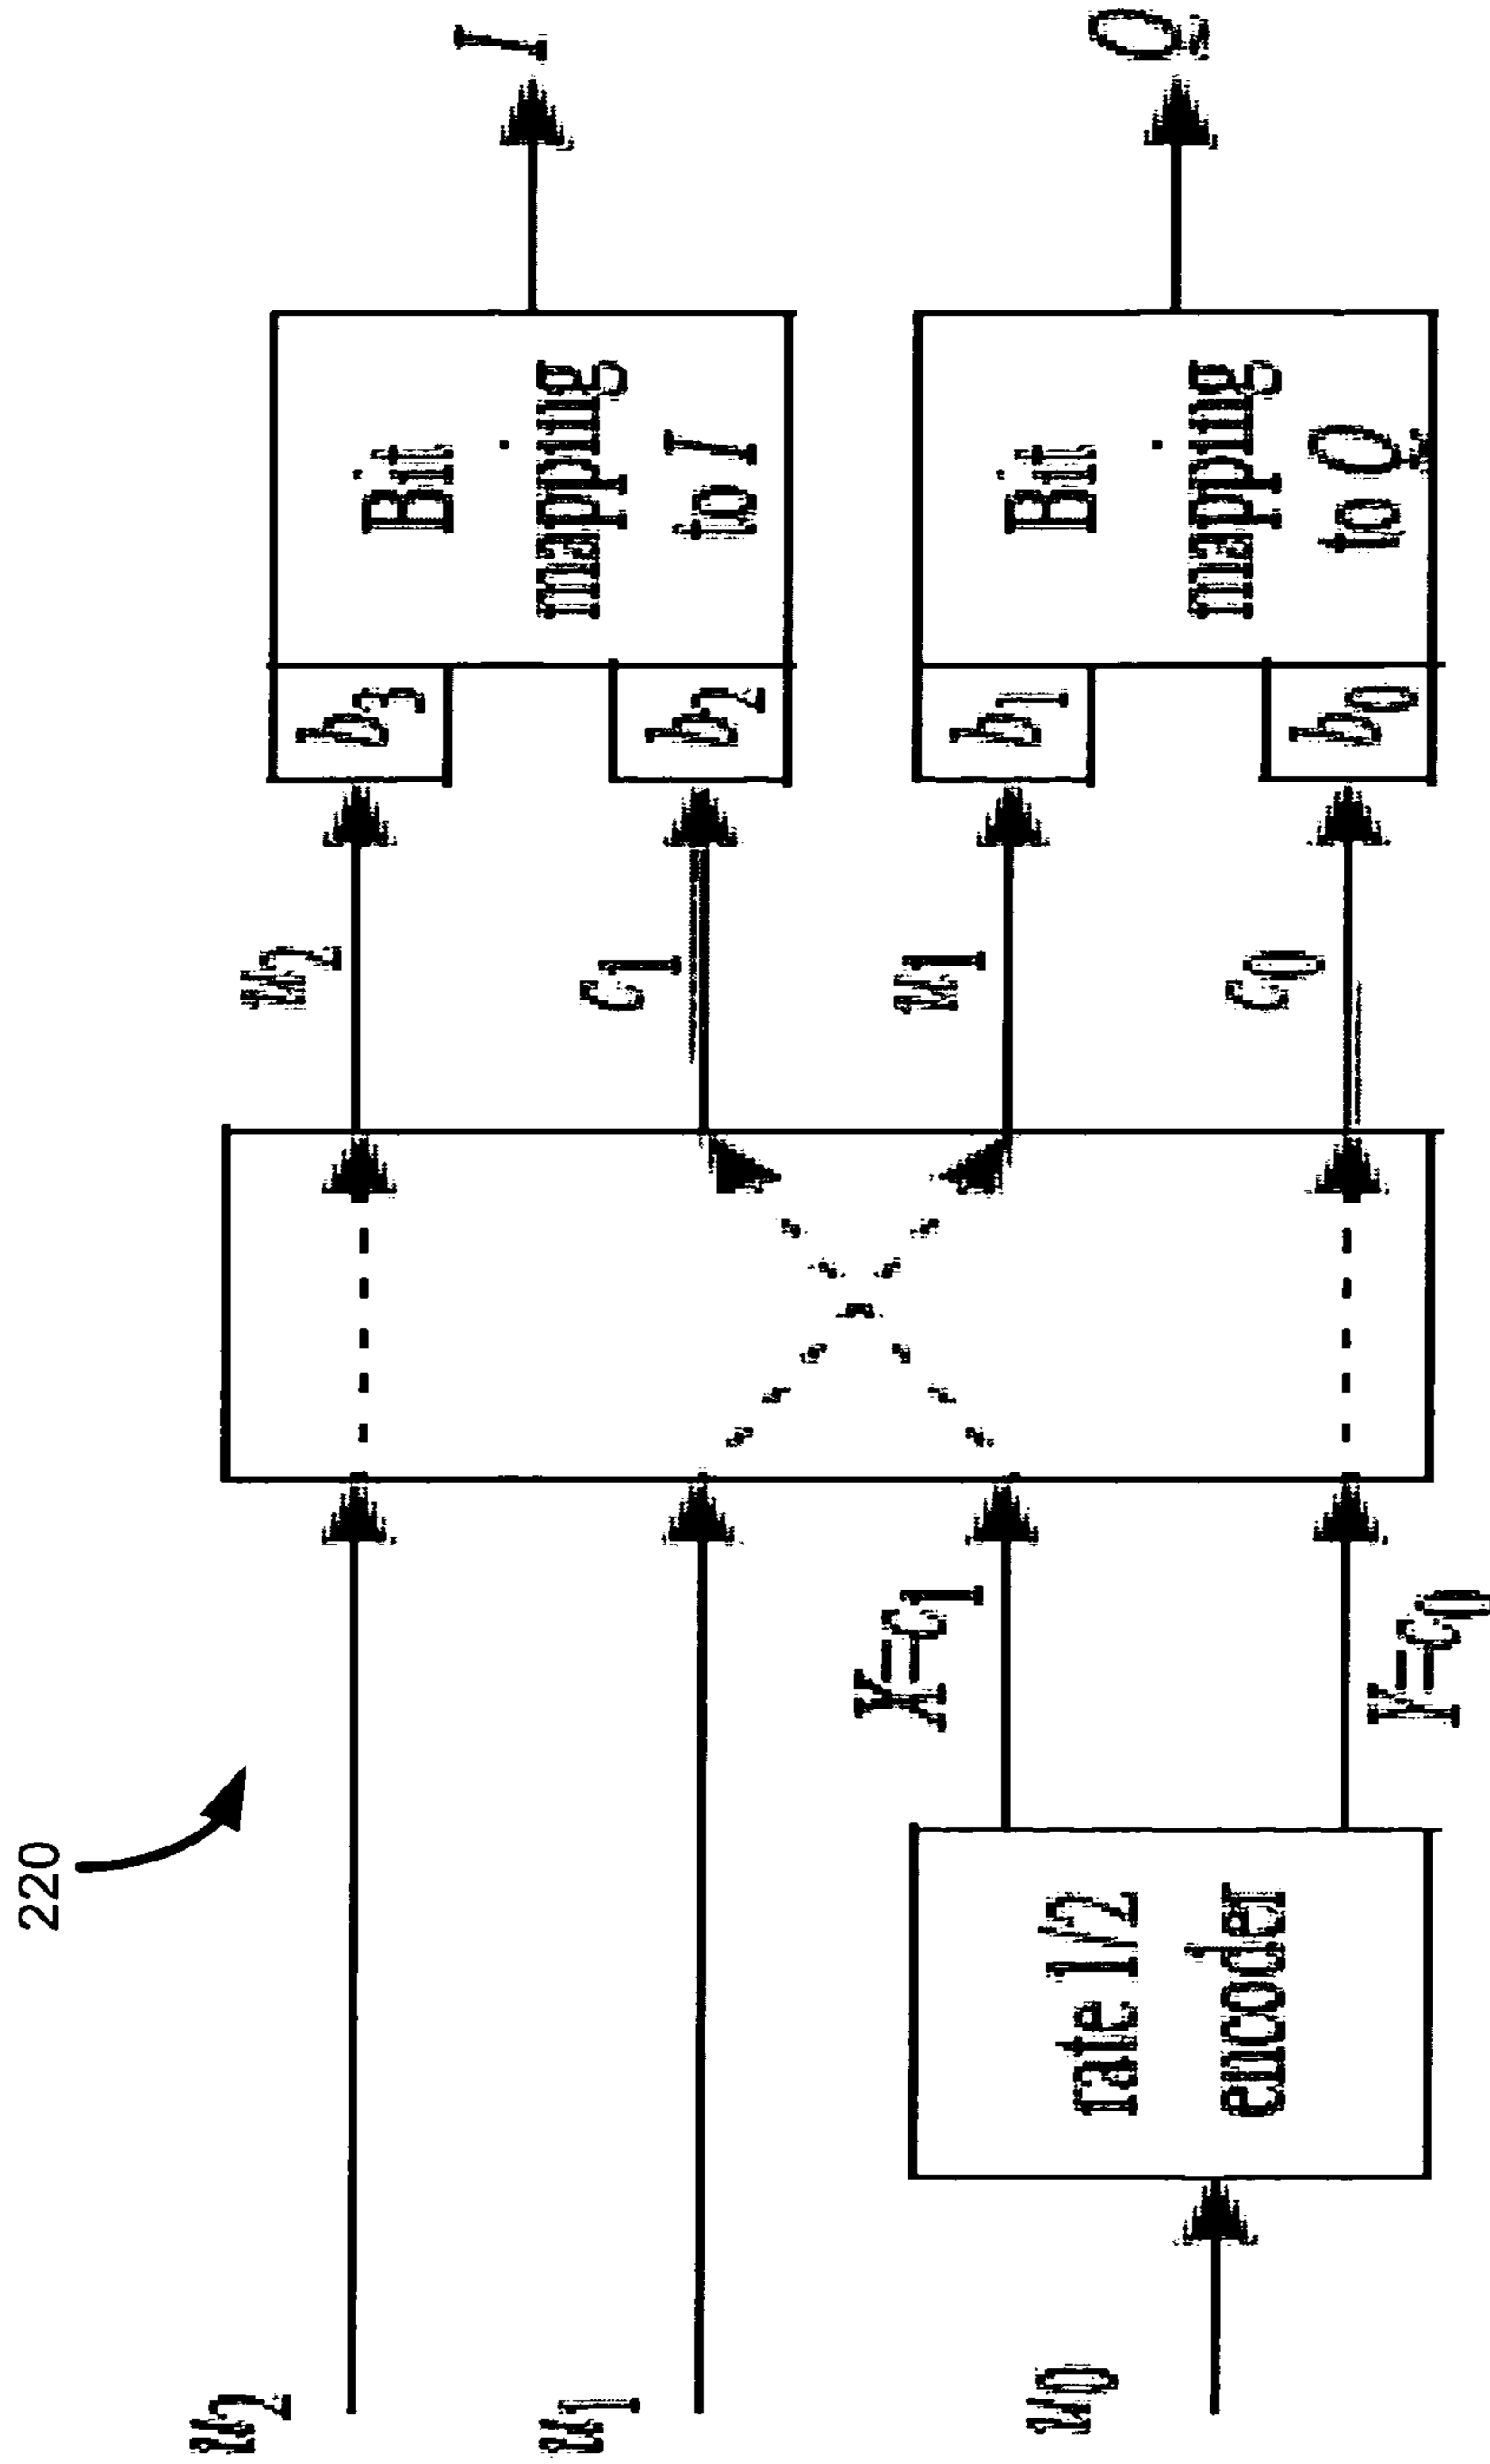 220
u2
u1
u0
rate 1/2
encoder
X=c1
Y=c0
u2
c1
u1
c0
b3
b2
b1
b0
Bit
mapping
to I
Bit
mapping
to Q
I
Q